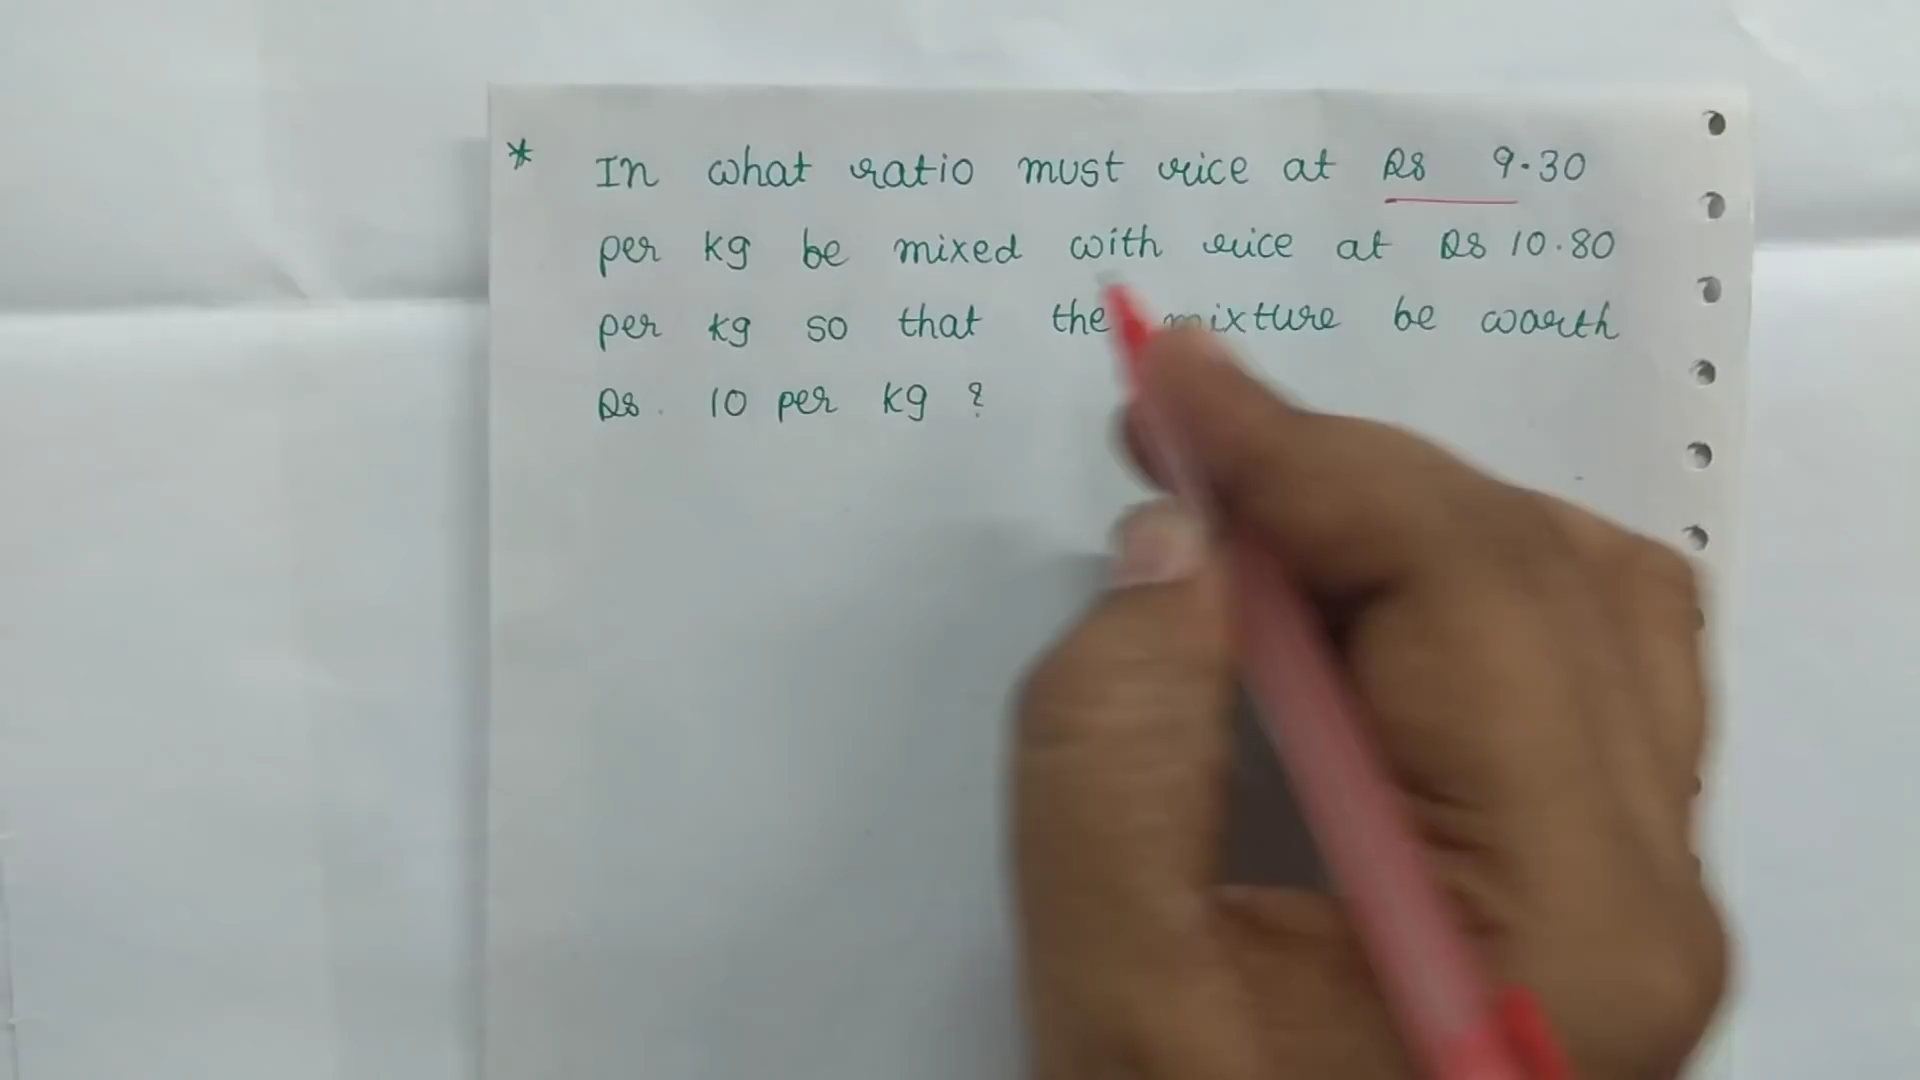 * In what ratio must rice at Rs 9.30
per kg be mixed with rice at Rs 10.80
per kg so that the mixture be worth
Rs. 10 per kg ?